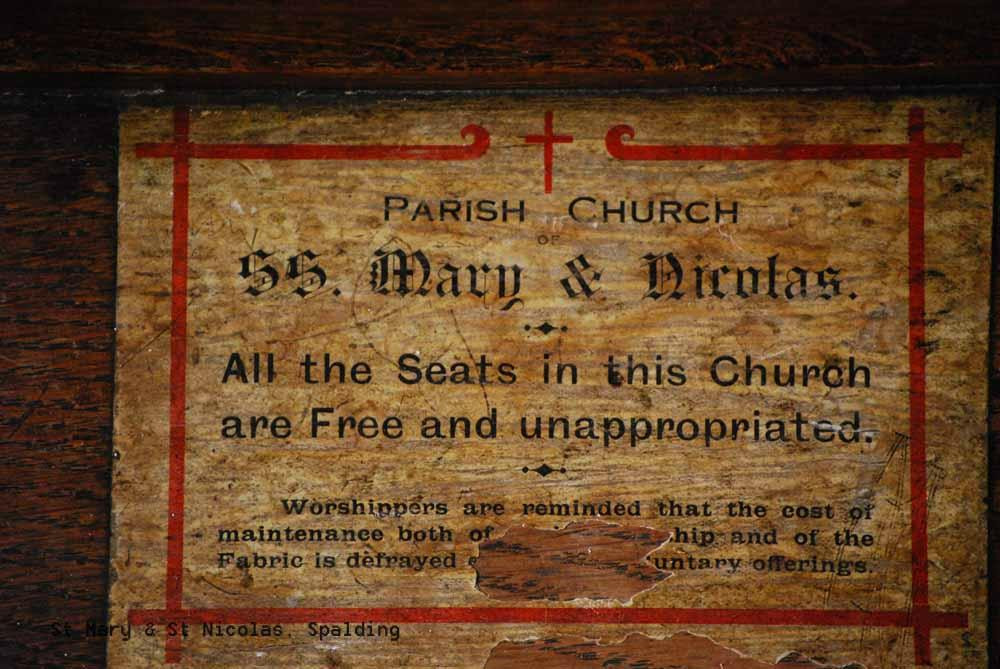 PARISH CHURCH
OF
SS. Mary & Nicolas.
All the Seats in this Church
are Free and unappropriated.
Worshippers are reminded that the cost of
maintenance both of hip and of the
Fabric is defrayed untary offerings.
St Mary & St Nicolas, Spalding